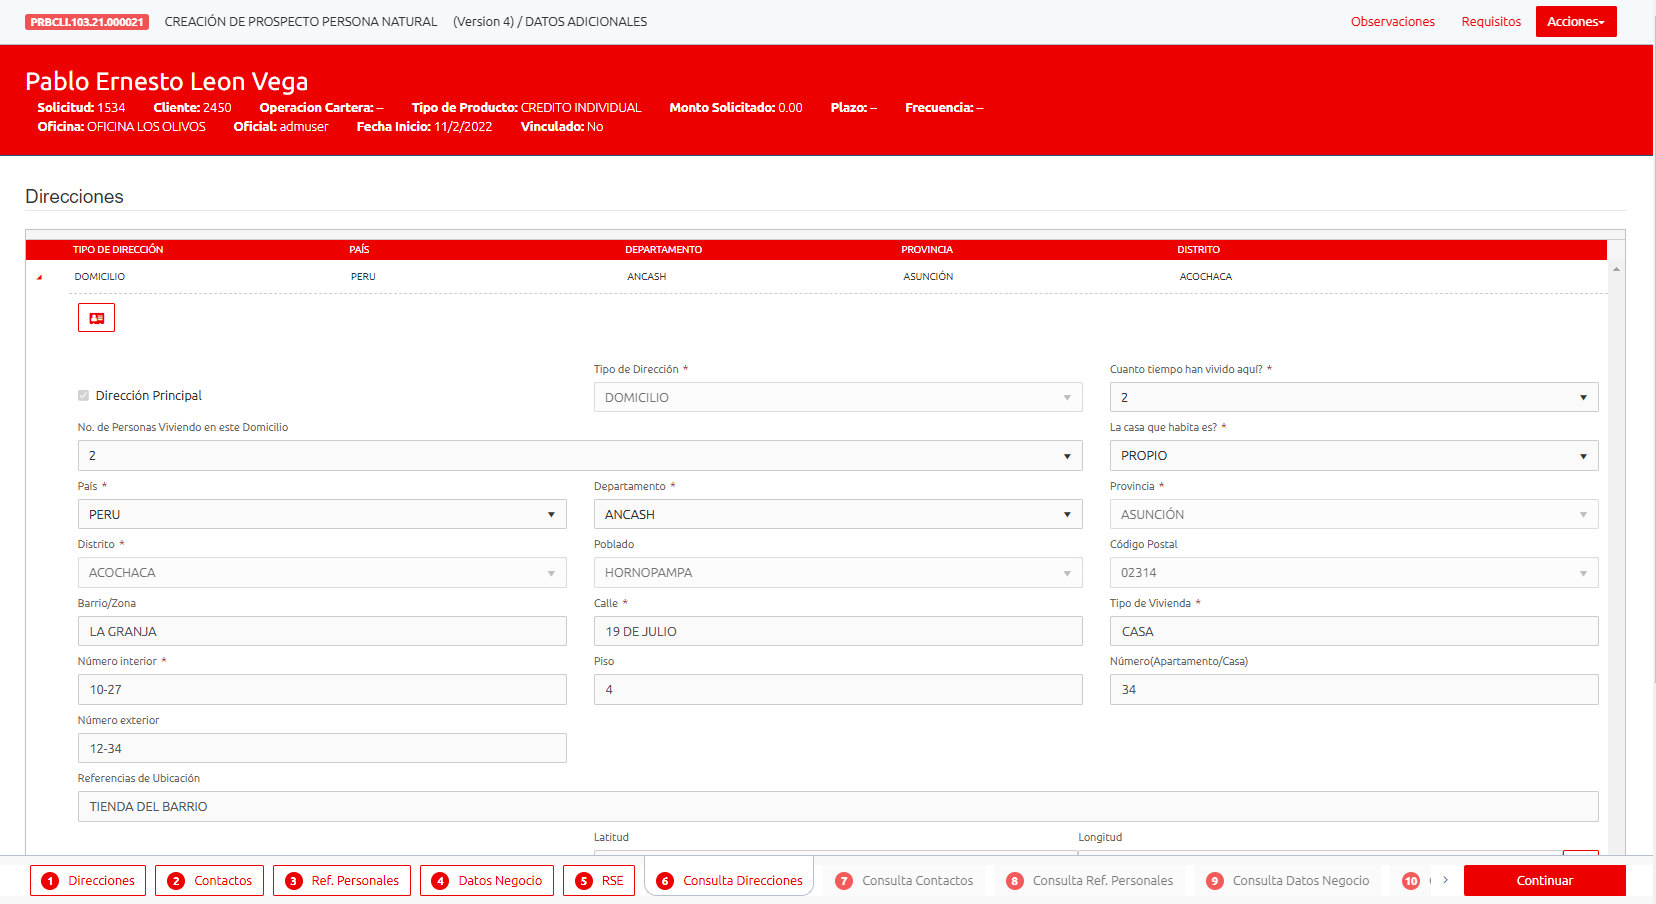 PRBCLI.103.21.000021 CREACIÓN DE PROSPECTO PERSONA NATURAL (Version 4) / DATOS ADICIONALES Observaciones Requisitos Acciones
Pablo Ernesto Leon Vega
Solicitud: 1534 Cliente: 2450 Operacion Cartera: -- Tipo de Producto: CREDITO INDIVIDUAL Monto Solicitado: 0.00 Plazo: -- Frecuencia: --
Oficina: OFICINA LOS OLIVOS Oficial: admuser Fecha Inicio: 11/2/2022 Vinculado: No
Direcciones
TIPO DE DIRECCIÓN PAÍS DEPARTAMENTO PROVINCIA DISTRITO
DOMICILIO PERU ANCASH ASUNCIÓN ACOCHACA
Tipo de Dirección * Cuanto tiempo han vivido aquí? *
Dirección Principal DOMICILIO 2
No. de Personas Viviendo en este Domicilio La casa que habita es? *
2 PROPIO
País * Departamento * Provincia *
PERU ANCASH ASUNCIÓN
Distrito * Poblado Código Postal
ACOCHACA HORNOPAMPA 02314
Barrio/Zona Calle * Tipo de Vivienda *
LA GRANJA 19 DE JULIO CASA
Número interior * Piso Número(Apartamento/Casa)
10-27 4 34
Número exterior
12-34
Referencias de Ubicación
TIENDA DEL BARRIO
Latitud Longitud
1 Direcciones 2 Contactos 3 Ref. Personales 4 Datos Negocio 5 RSE 6 Consulta Direcciones 7 Consulta Contactos 8 Consulta Ref. Personales 9 Consulta Datos Negocio 10 Continuar